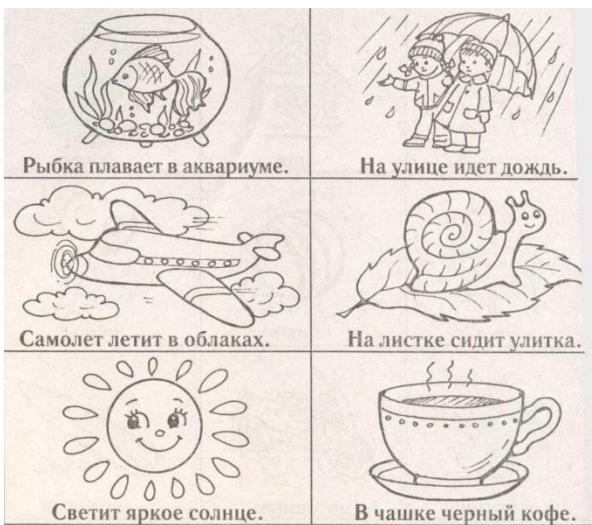 Рыбка плавает в аквариуме.
На улице идет дождь.
Самолет летит в облаках.
На листке сидит улитка.
Светит яркое солнце.
В чашке черный кофе.